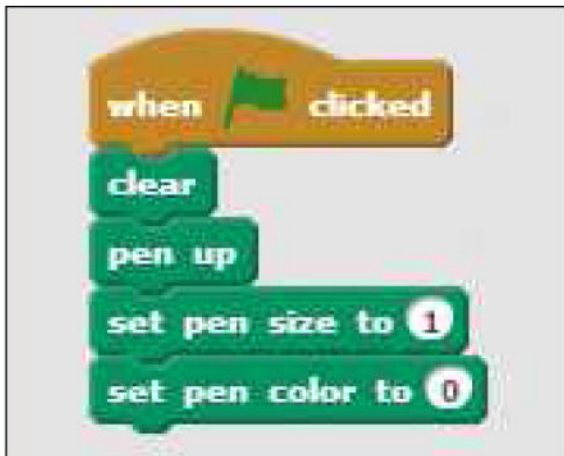 when clicked
clear
pen up
set pen size to 1
set pen color to 0